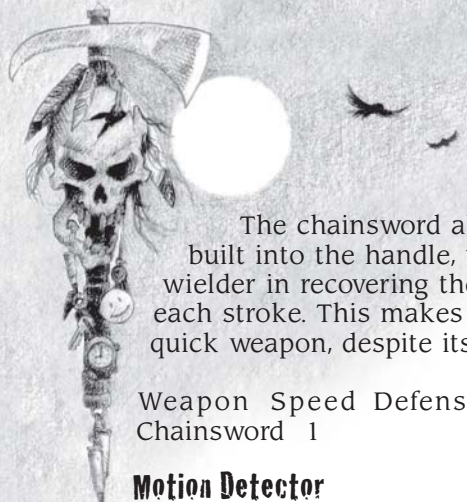 The chainsword a
built into the handle,
wielder in recovering the
each stroke. This makes
quick weapon, despite its
Weapon Speed Defens
Chainsword 1
Motion Detector